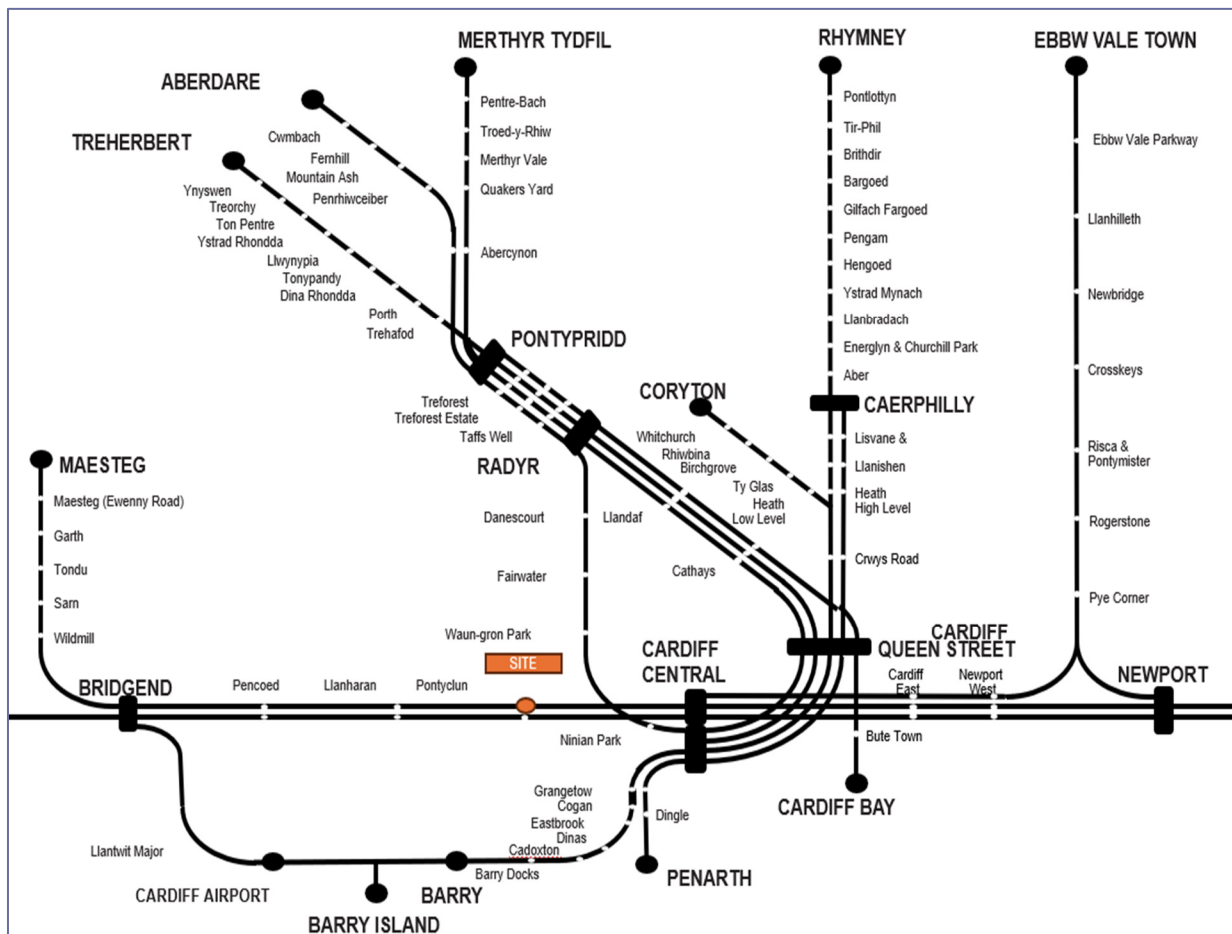 MERTHYR TYDFIL
RHYMNEY
EBBW VALE TOWN
ABERDARE
TREHERBERT
Pentre-Bach
Troed-y-Rhiw
Merthyr Vale
Quakers Yard
Abercynon
Cwmbach
Fernhill
Mountain Ash
Penrhiwceiber
Ynyswen
Treorchy
Ton Pentre
Ystrad Rhondda
Llwynypia
Tonypandy
Dina Rhondda
Porth
Trehafod
PONTYPRIDD
Treforest
Treforest Estate
Taffs Well
RADYR
Pontlottyn
Tir-Phil
Brithdir
Bargoed
Gilfach Fargoed
Pengam
Hengoed
Ystrad Mynach
Llanbradach
Energlyn & Churchill Park
Aber
CAERPHILLY
Lisvane &
Llanishen
Heath
High Level
Crwys Road
CORYTON
Whitchurch
Rhiwbina
Birchgrove
Ty Glas
Heath
Low Level
Llandaf
Cathays
Danescourt
Fairwater
Waun-gron Park
Ebbw Vale Parkway
Llanhilleth
Newbridge
Crosskeys
Risca &
Pontymister
Rogerstone
Pye Corner
MAESTEG
Maesteg (Ewenny Road)
Garth
Tondu
Sarn
Wildmill
BRIDGEND
Pencoed
Llanharan
Pontyclun
SITE
CARDIFF
CENTRAL
CARDIFF
QUEEN STREET
Cardiff
East
Newport
West
NEWPORT
Ninian Park
Bute Town
CARDIFF BAY
Grangetow
Cogan
Eastbrook
Dinas
Cadoxton
Barry Docks
Dingle
PENARTH
Llantwit Major
CARDIFF AIRPORT
BARRY
BARRY ISLAND